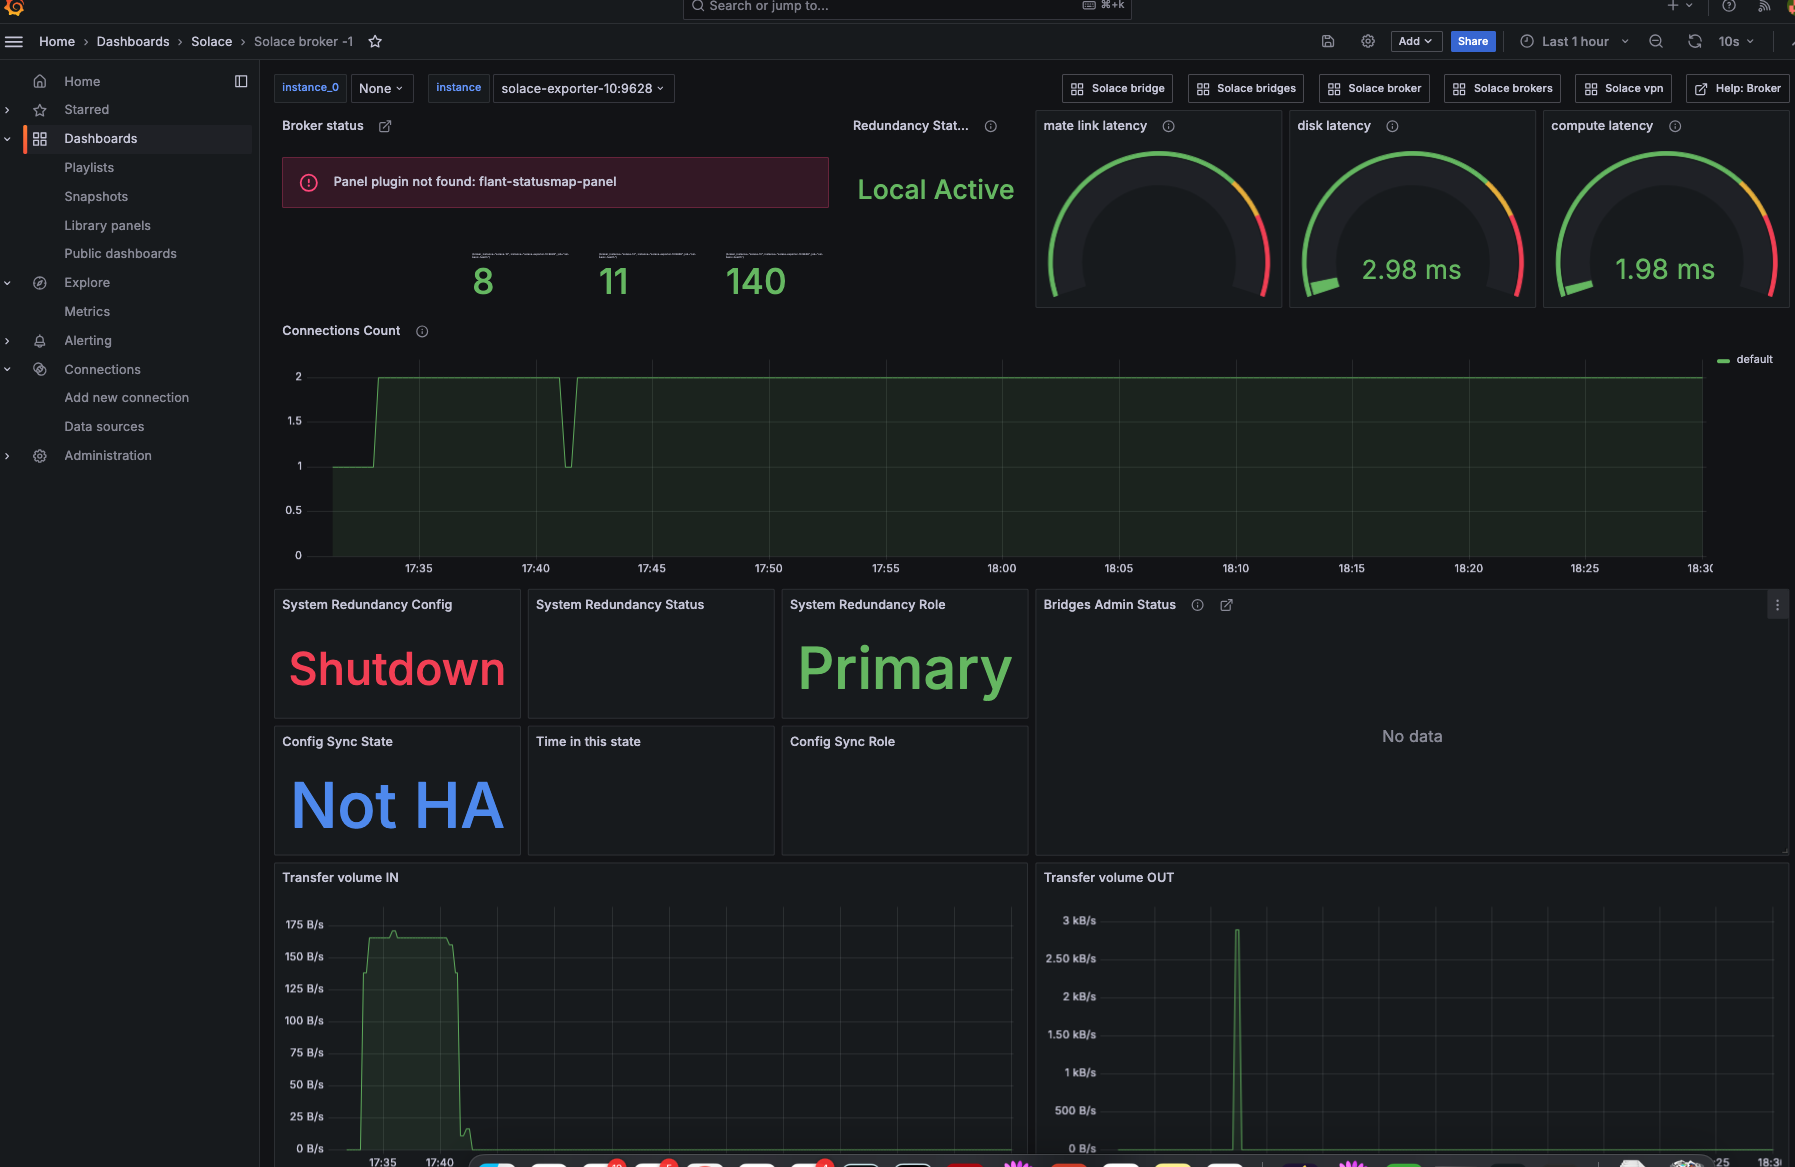 Search or jump to...
⌘+k
Home › Dashboards › Solace › Solace broker -1
Add
Share
Last 1 hour
10s
Home
Starred
Dashboards
Playlists
Snapshots
Library panels
Public dashboards
Explore
Metrics
Alerting
Connections
Add new connection
Data sources
Administration
instance_0
None
instance
solace-exporter-10:9628
Solace bridge
Solace bridges
Solace broker
Solace brokers
Solace vpn
Help: Broker
Broker status
Panel plugin not found: flant-statusmap-panel
8
11
140
Redundancy Stat...
Local Active
mate link latency
disk latency
2.98 ms
compute latency
1.98 ms
Connections Count
2
1.5
1
0.5
0
17:35
17:40
17:45
17:50
17:55
18:00
18:05
18:10
18:15
18:20
18:25
default
System Redundancy Config
Shutdown
System Redundancy Status
System Redundancy Role
Primary
Bridges Admin Status
No data
Config Sync State
Not HA
Time in this state
Config Sync Role
Transfer volume IN
175 B/s
150 B/s
125 B/s
100 B/s
75 B/s
50 B/s
25 B/s
0 B/s
17:35
17:40
Transfer volume OUT
3 kB/s
2.50 kB/s
2 kB/s
1.50 kB/s
1 kB/s
500 B/s
0 B/s